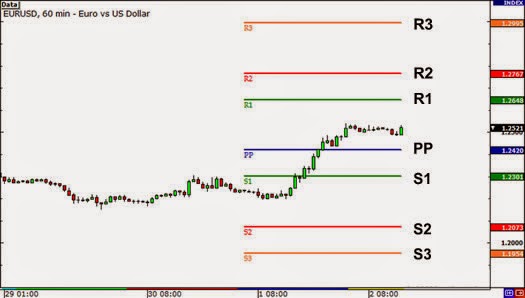 Data
INDEX
EURUSD, 60 min - Euro vs US Dollar
R3 R3 1.2995
R2 R2 1.2767
R1 R1 1.2648
1.2521
PP PP 1.2420
S1 S1 1.2301
S2 S2 1.2073
1.2000
S3 S3 1.1954
29 01:00 30 08:00 1 08:00 2 08:00